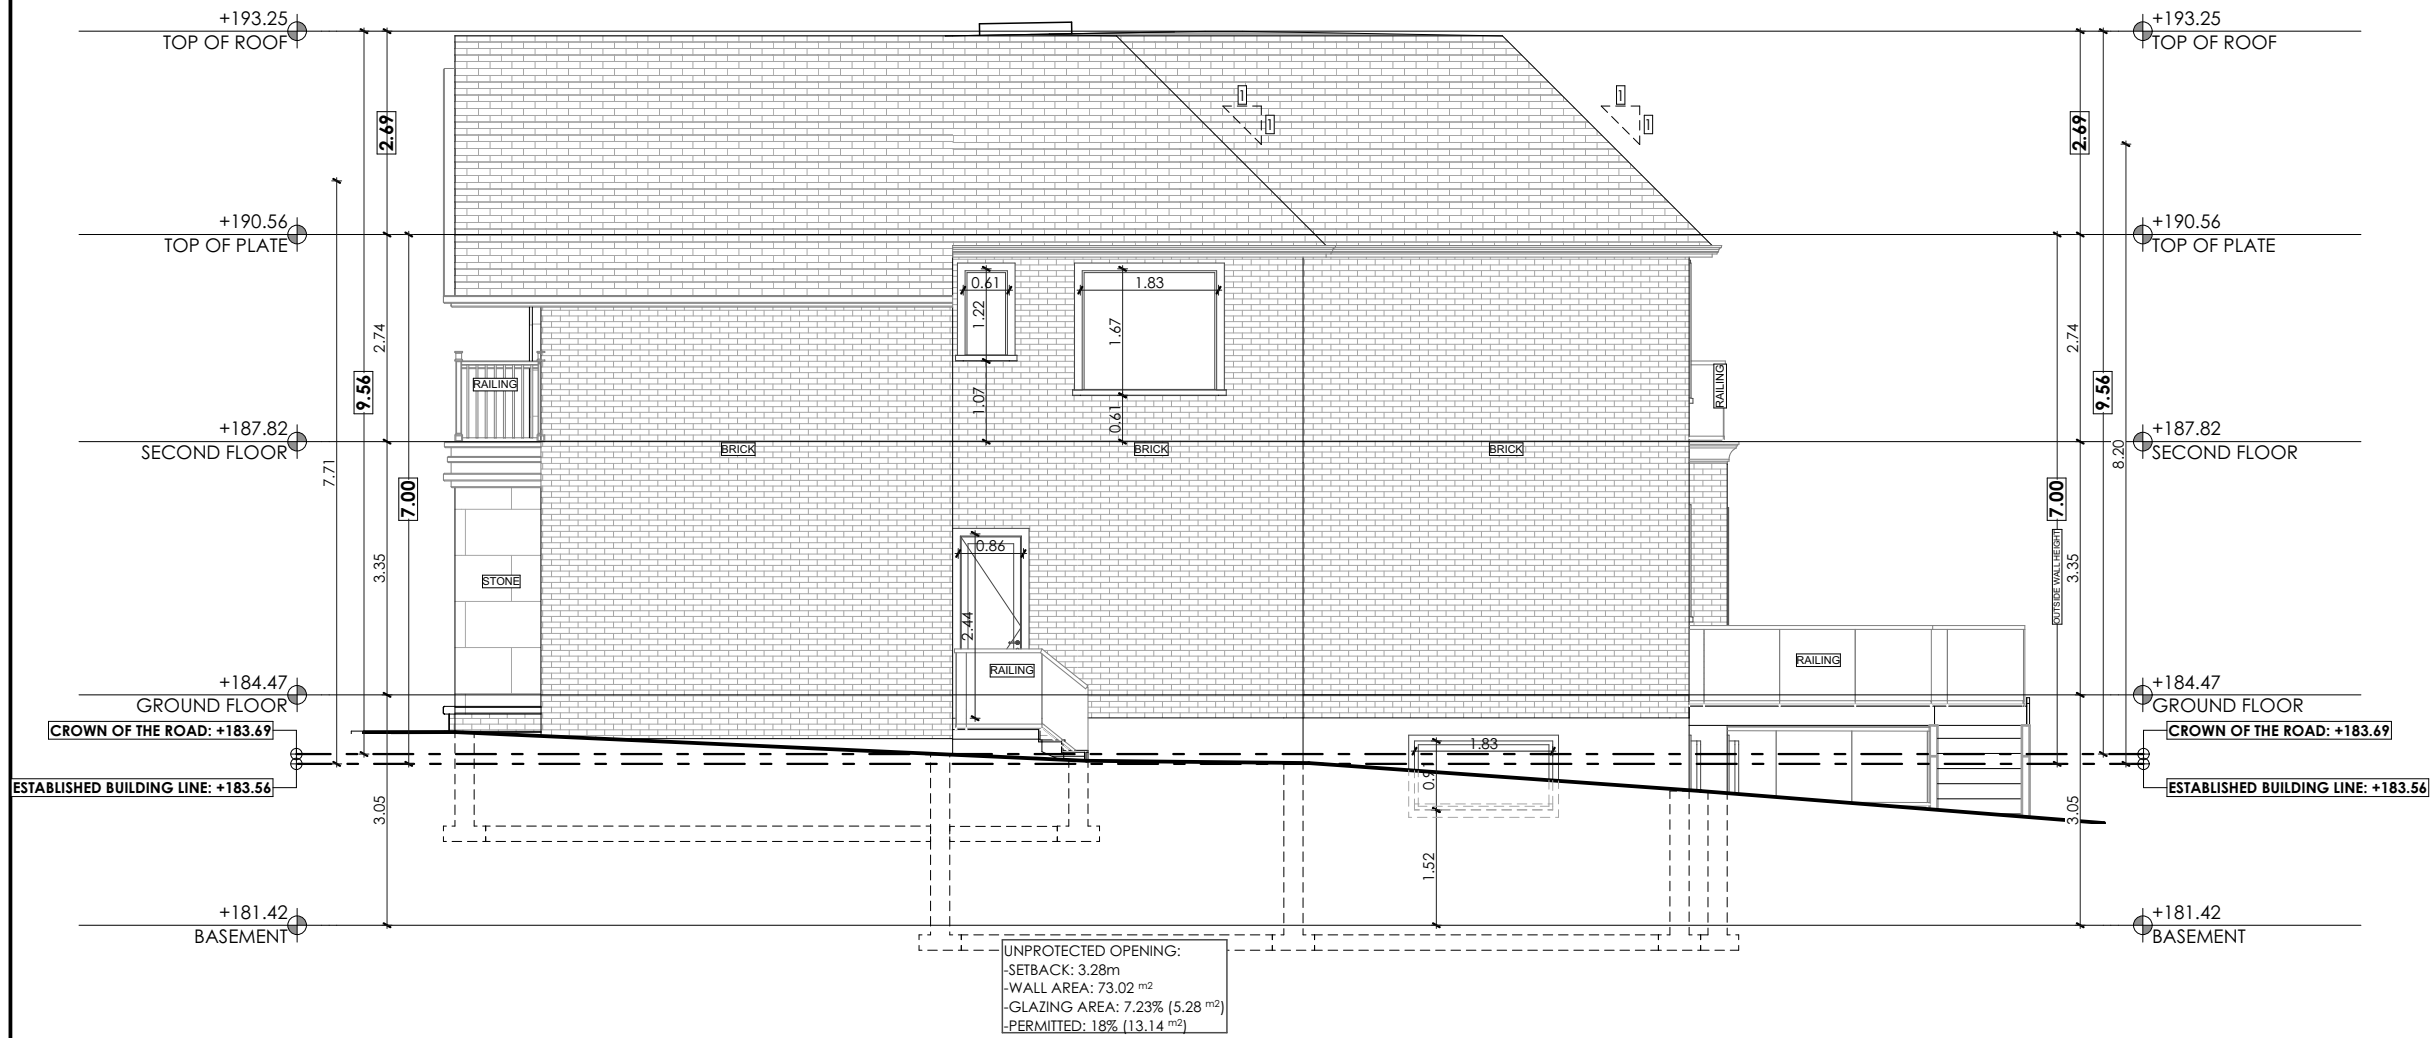 +193.25
TOP OF ROOF
+193.25
TOP OF ROOF
1
1
1
1
2.69
2.69
+190.56
TOP OF PLATE
+190.56
TOP OF PLATE
0.61
1.22
1.83
1.67
2.74
2.74
RAILING
RAILING
9.56
9.56
1.07
0.61
+187.82
SECOND FLOOR
+187.82
SECOND FLOOR
BRICK
BRICK
BRICK
7.71
8.20
7.00
7.00
OUTSIDE WALL HEIGHT
3.35
3.35
STONE
0.86
2.44
RAILING
RAILING
+184.47
GROUND FLOOR
+184.47
GROUND FLOOR
CROWN OF THE ROAD: +183.69
CROWN OF THE ROAD: +183.69
1.83
ESTABLISHED BUILDING LINE: +183.56
ESTABLISHED BUILDING LINE: +183.56
3.05
3.05
1.52
+181.42
BASEMENT
+181.42
BASEMENT
UNPROTECTED OPENING:
-SETBACK: 3.28m
-WALL AREA: 73.02 m2
-GLAZING AREA: 7.23% (5.28 m2)
-PERMITTED: 18% (13.14 m2)